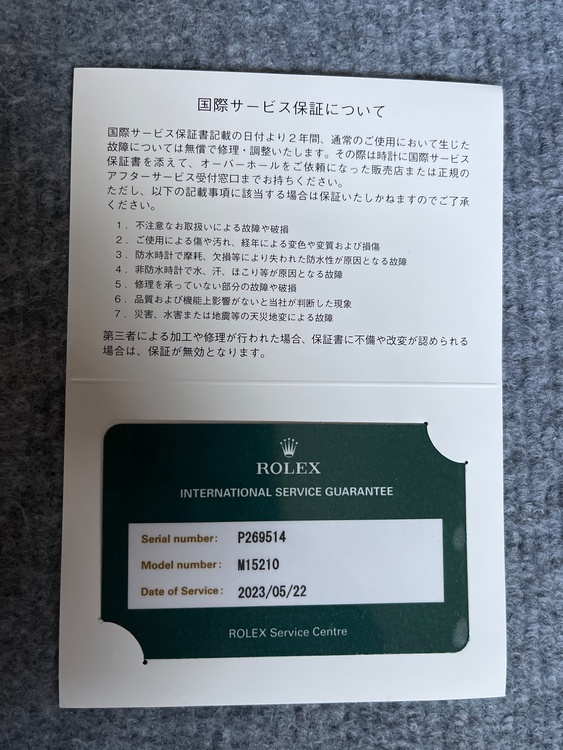 国際サービス保証について
国際サービス保証書記載の日付より２年間、通常のご使用において生じた
故障については無償で修理・調整いたします。その際は時計に国際サービス
保証書を添えて、オーバーホールをご依頼になった販売店または正規の
アフターサービス受付窓口までお持ちください。
ただし、以下の記載事項に該当する場合は保証いたしかねますのでご了承
ください。
１．不注意なお取扱いによる故障や破損
２．ご使用による傷や汚れ、経年による変色や変質および損傷
３．防水時計で摩耗、欠損等により失われた防水性が原因となる故障
４．非防水時計で水、汗、ほこり等が原因となる故障
５．修理を承っていない部分の故障や破損
６．品質および機能上影響がないと当社が判断した現象
７．災害、水害または地震等の天災地変による故障
第三者による加工や修理が行われた場合、保証書に不備や改変が認められる
場合は、保証が無効となります。
ROLEX
INTERNATIONAL SERVICE GUARANTEE
Serial number: P269514
Model number: M15210
Date of Service: 2023/05/22
ROLEX Service Centre